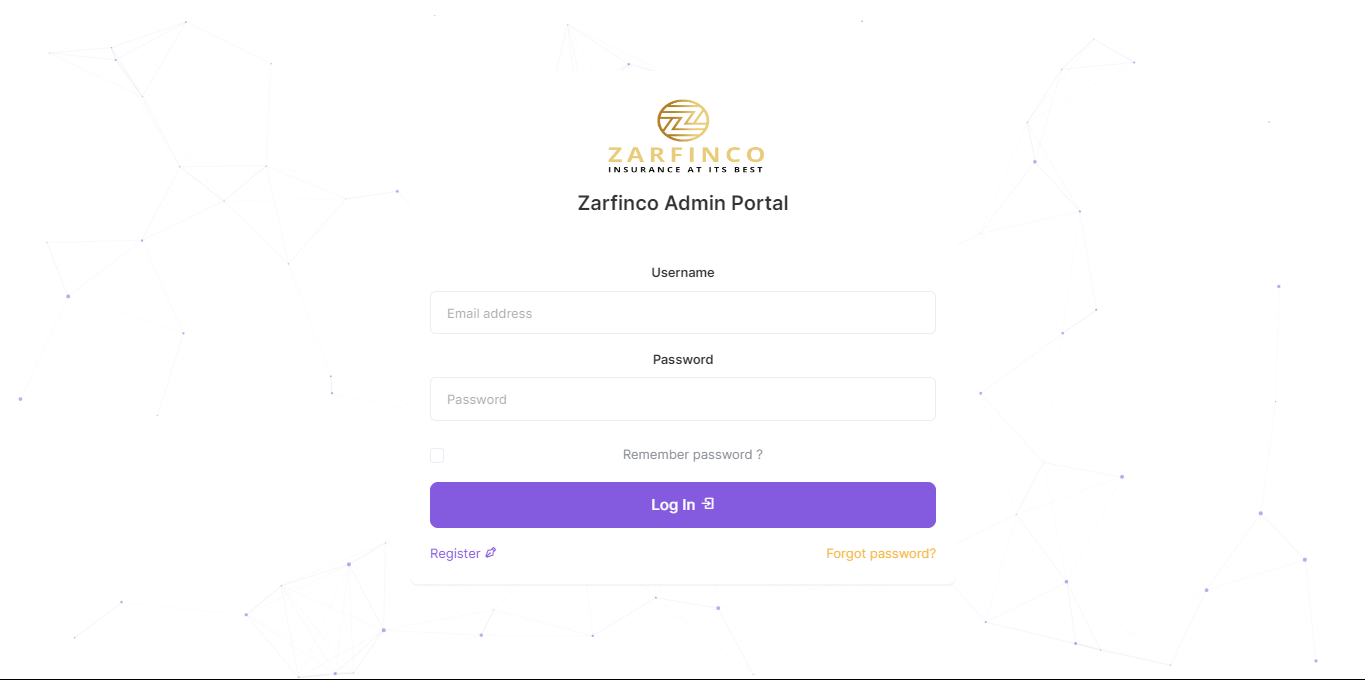 ZARFINCO
INSURANCE AT ITS BEST
Zarfinco Admin Portal
Username
Email address
Password
Password
Remember password ?
Log In
Register
Forgot password?